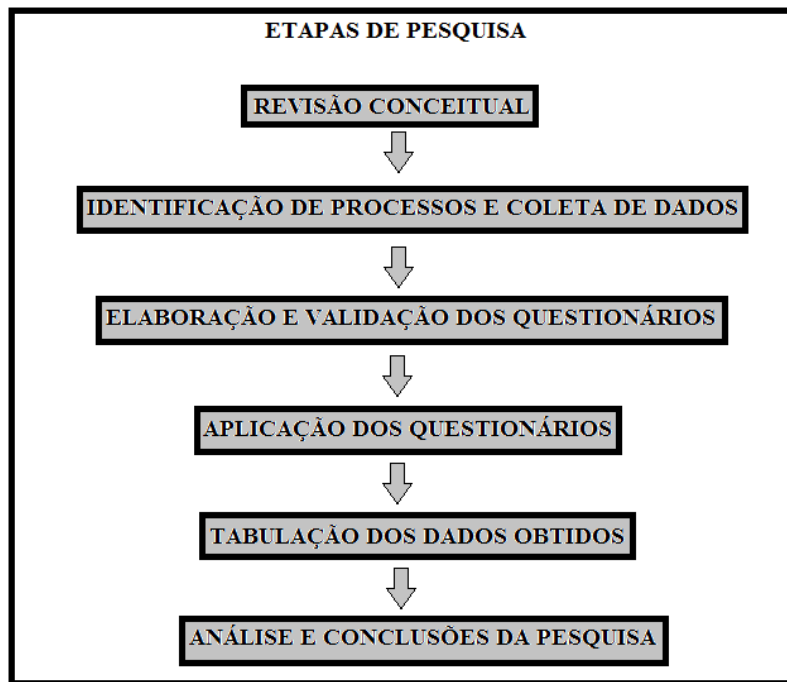 ETAPAS DE PESQUISA
REVISÃO CONCEITUAL
IDENTIFICAÇÃO DE PROCESSOS E COLETA DE DADOS
ELABORAÇÃO E VALIDAÇÃO DOS QUESTIONÁRIOS
APLICAÇÃO DOS QUESTIONÁRIOS
TABULAÇÃO DOS DADOS OBTIDOS
ANÁLISE E CONCLUSÕES DA PESQUISA